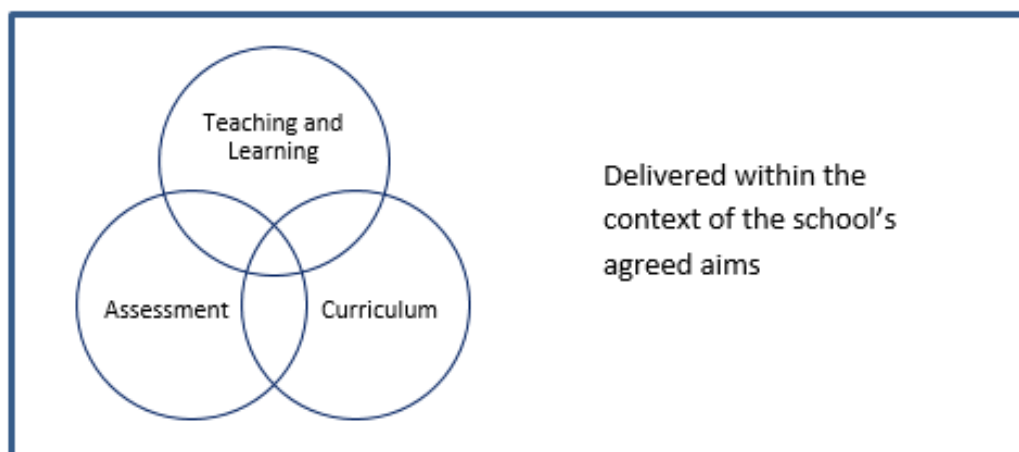 Teaching and
Learning
Assessment
Curriculum
Delivered within the
context of the school’s
agreed aims